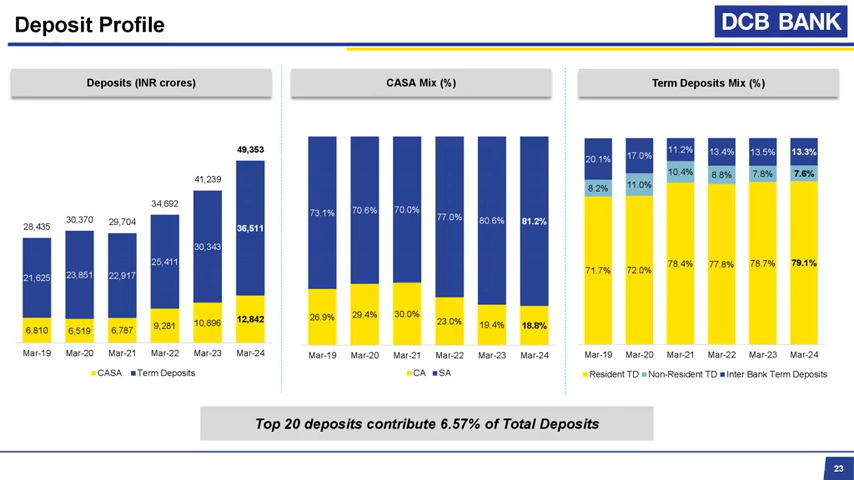 Deposit Profile
DCB BANK
Deposits (INR crores)
49,353
41,239
34,692
28,435
30,370
29,704
36,511
30,343
25,411
21,625
23,851
22,917
6,810
6,519
6,787
9,281
10,896
12,842
Mar-19 Mar-20 Mar-21 Mar-22 Mar-23 Mar-24
CASA Term Deposits
CASA Mix (%)
73.1% 70.6% 70.0% 77.0% 80.6% 81.2%
26.9% 29.4% 30.0% 23.0% 19.4% 18.8%
Mar-19 Mar-20 Mar-21 Mar-22 Mar-23 Mar-24
CA SA
Term Deposits Mix (%)
20.1% 17.0% 11.2% 13.4% 13.5% 13.3%
8.2% 11.0% 10.4% 8.8% 7.8% 7.6%
71.7% 72.0% 78.4% 77.8% 78.7% 79.1%
Mar-19 Mar-20 Mar-21 Mar-22 Mar-23 Mar-24
Resident TD Non-Resident TD Inter Bank Term Deposits
Top 20 deposits contribute 6.57% of Total Deposits
23